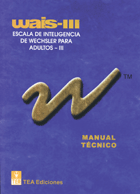 WAIS-III
ESCALA DE INTELIGENCIA
DE WECHSLER PARA
ADULTOS - III
W
TM
MANUAL
TÉCNICO
TEA Ediciones